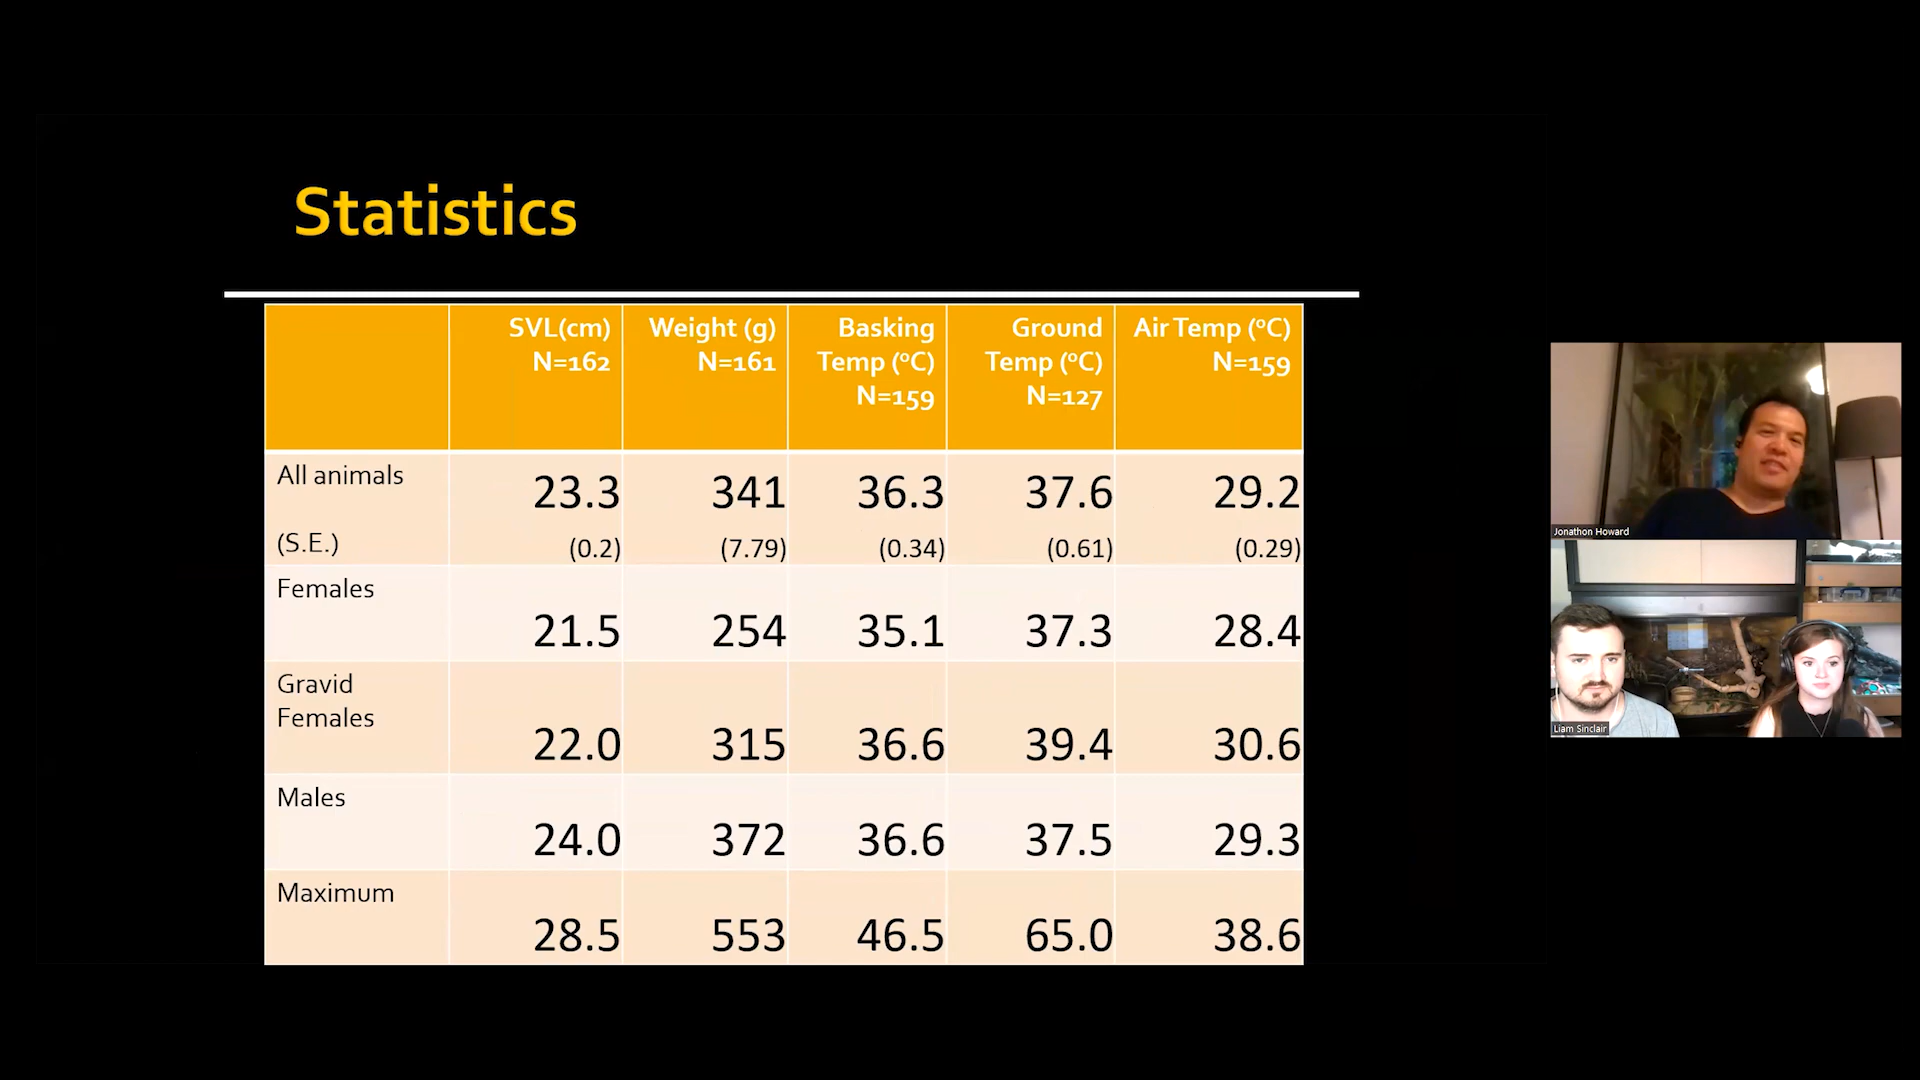 Statistics
SVL(cm) Weight (g) Basking Ground Air Temp (ºC)
N=162 N=161 Temp (ºC) Temp (ºC) N=159
N=159 N=127
All animals 23.3 341 36.3 37.6 29.2
(S.E.) (0.2) (7.79) (0.34) (0.61) (0.29)
Females
21.5 254 35.1 37.3 28.4
Gravid
Females
22.0 315 36.6 39.4 30.6
Males
24.0 372 36.6 37.5 29.3
Maximum
28.5 553 46.5 65.0 38.6
Jonathon Howard
Liam Sinclair